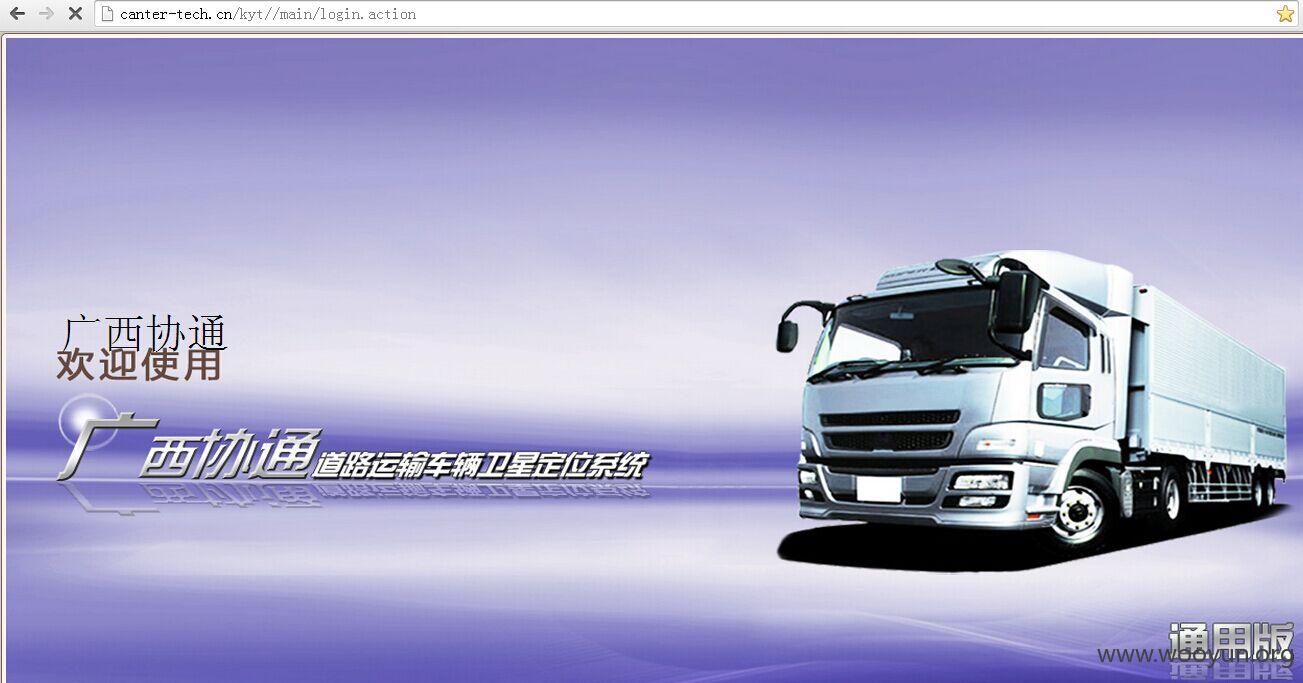 canter-tech.cn/kyt//main/login.action
广西协通
欢迎使用
广西协通道路运输车辆卫星定位系统
通用版
www.wooyun.org